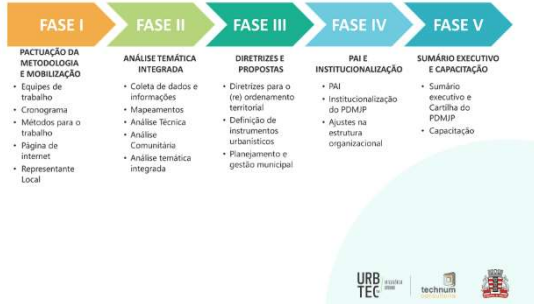 FASE I
PACTUAÇÃO DA
METODOLOGIA
E MOBILIZAÇÃO
• Equipes de
trabalho
• Cronograma
• Métodos para o
trabalho
• Página de
internet
• Representante
Local
FASE II
ANÁLISE TEMÁTICA
INTEGRADA
• Coleta de dados e
informações
• Mapeamentos
• Análise Técnica
• Análise
Comunitária
• Análise temática
integrada
FASE III
DIRETRIZES E
PROPOSTAS
• Diretrizes para o
(re) ordenamento
territorial
• Definição de
instrumentos
urbanísticos
• Planejamento e
gestão municipal
FASE IV
PAI E
INSTITUCIONALIZAÇÃO
• PAI
• Institucionalização
do PDMJP
• Ajustes na
estrutura
organizacional
FASE V
SUMÁRIO EXECUTIVO
E CAPACITAÇÃO
• Sumário
executivo e
Cartilha do
PDMJP
• Capacitação
URB
TEC
technum